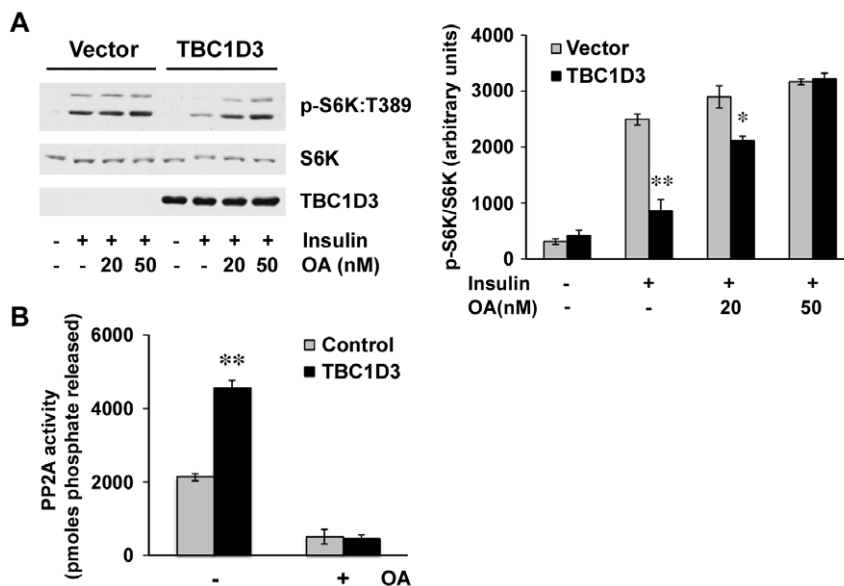 A
Vector TBC1D3
p-S6K:T389
S6K
TBC1D3
- + + + - + + + Insulin
- - 20 50 - - 20 50 OA (nM)
Vector
TBC1D3
p-S6K/S6K (arbitrary units)
4000
3000
2000
1000
0
**
*
Insulin - + + +
OA(nM) - - 20 50
B
Control
TBC1D3
PP2A activity
(pmoles phosphate released)
6000
4000
2000
0
**
- + OA